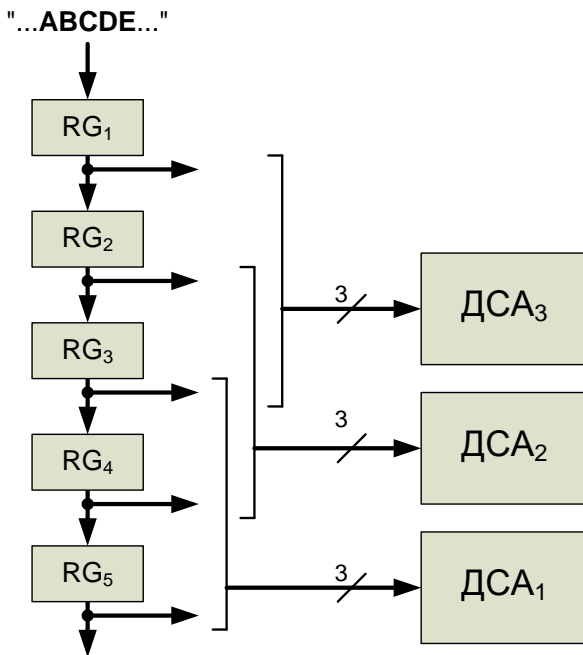 "...ABCDE..."
RG₁
RG₂
3
ДСА₃
RG₃
3
ДСА₂
RG₄
RG₅
3
ДСА₁